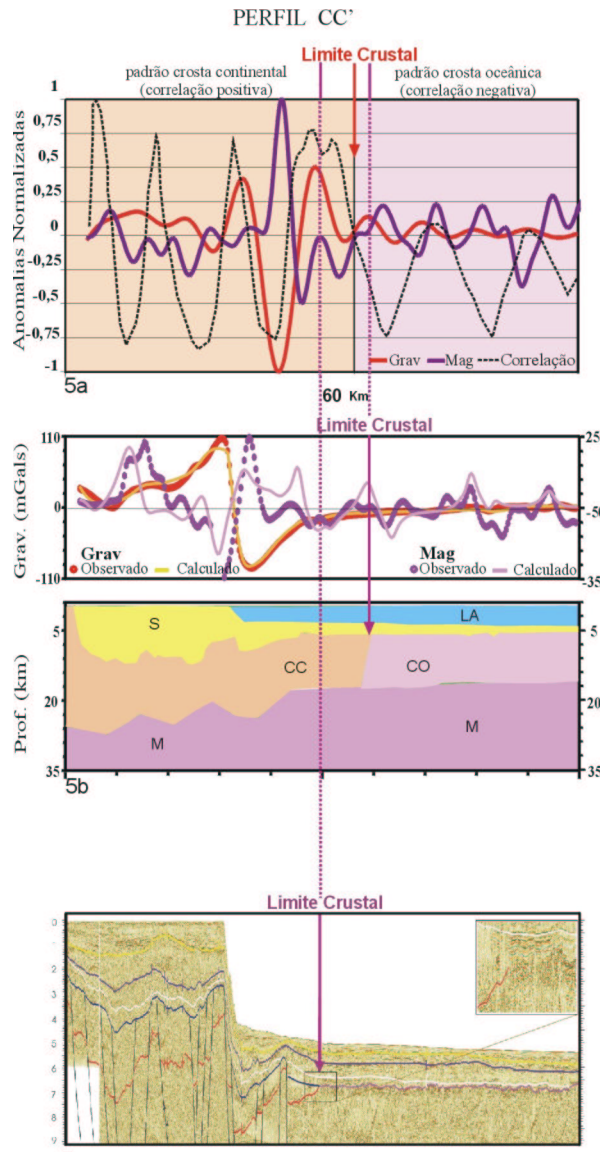 PERFIL CC’
Limite Crustal
padrão crosta continental
(correlação positiva)
padrão crosta oceânica
(correlação negativa)
Anomalias Normalizadas
1
0,75
0,5
0,25
0
-0,25
-0,5
-0,75
-1
Grav Mag Correlação
5a
60 Km
Limite Crustal
Grav. (mGals)
110
0
-110
25
-50
-35
Grav
Observado Calculado
Mag
Observado Calculado
Prof. (km)
5
20
35
5
20
35
S
LA
CC
CO
M
M
5b
Limite Crustal
0
1
2
3
4
5
6
7
8
9